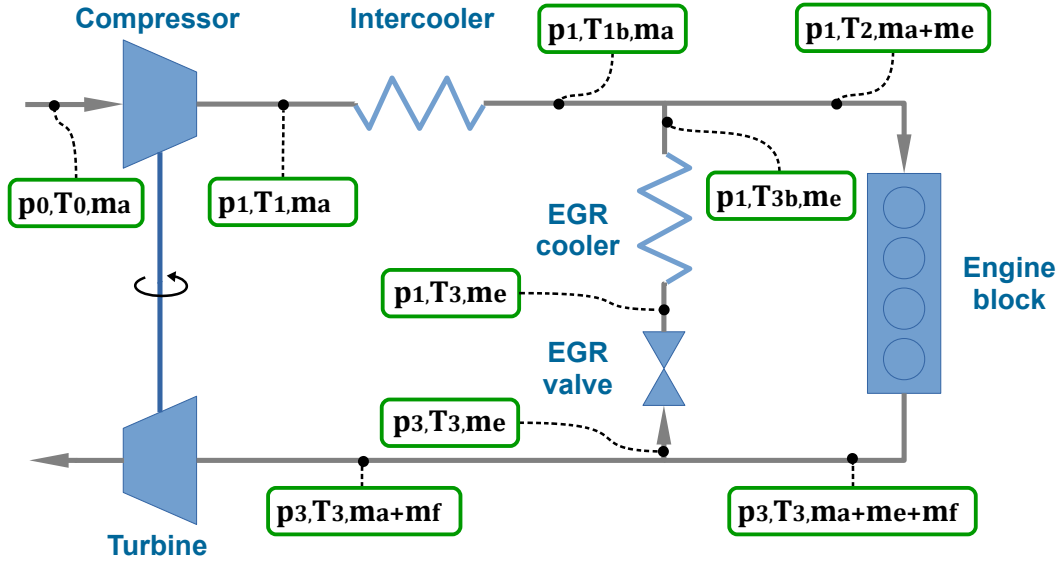 Compressor
Intercooler
p1,T1b,ma
p1,T2,ma+me
p0,T0,ma
p1,T1,ma
p1,T3b,me
EGR
cooler
Engine
block
p1,T3,me
EGR
valve
p3,T3,me
p3,T3,ma+mf
p3,T3,ma+me+mf
Turbine